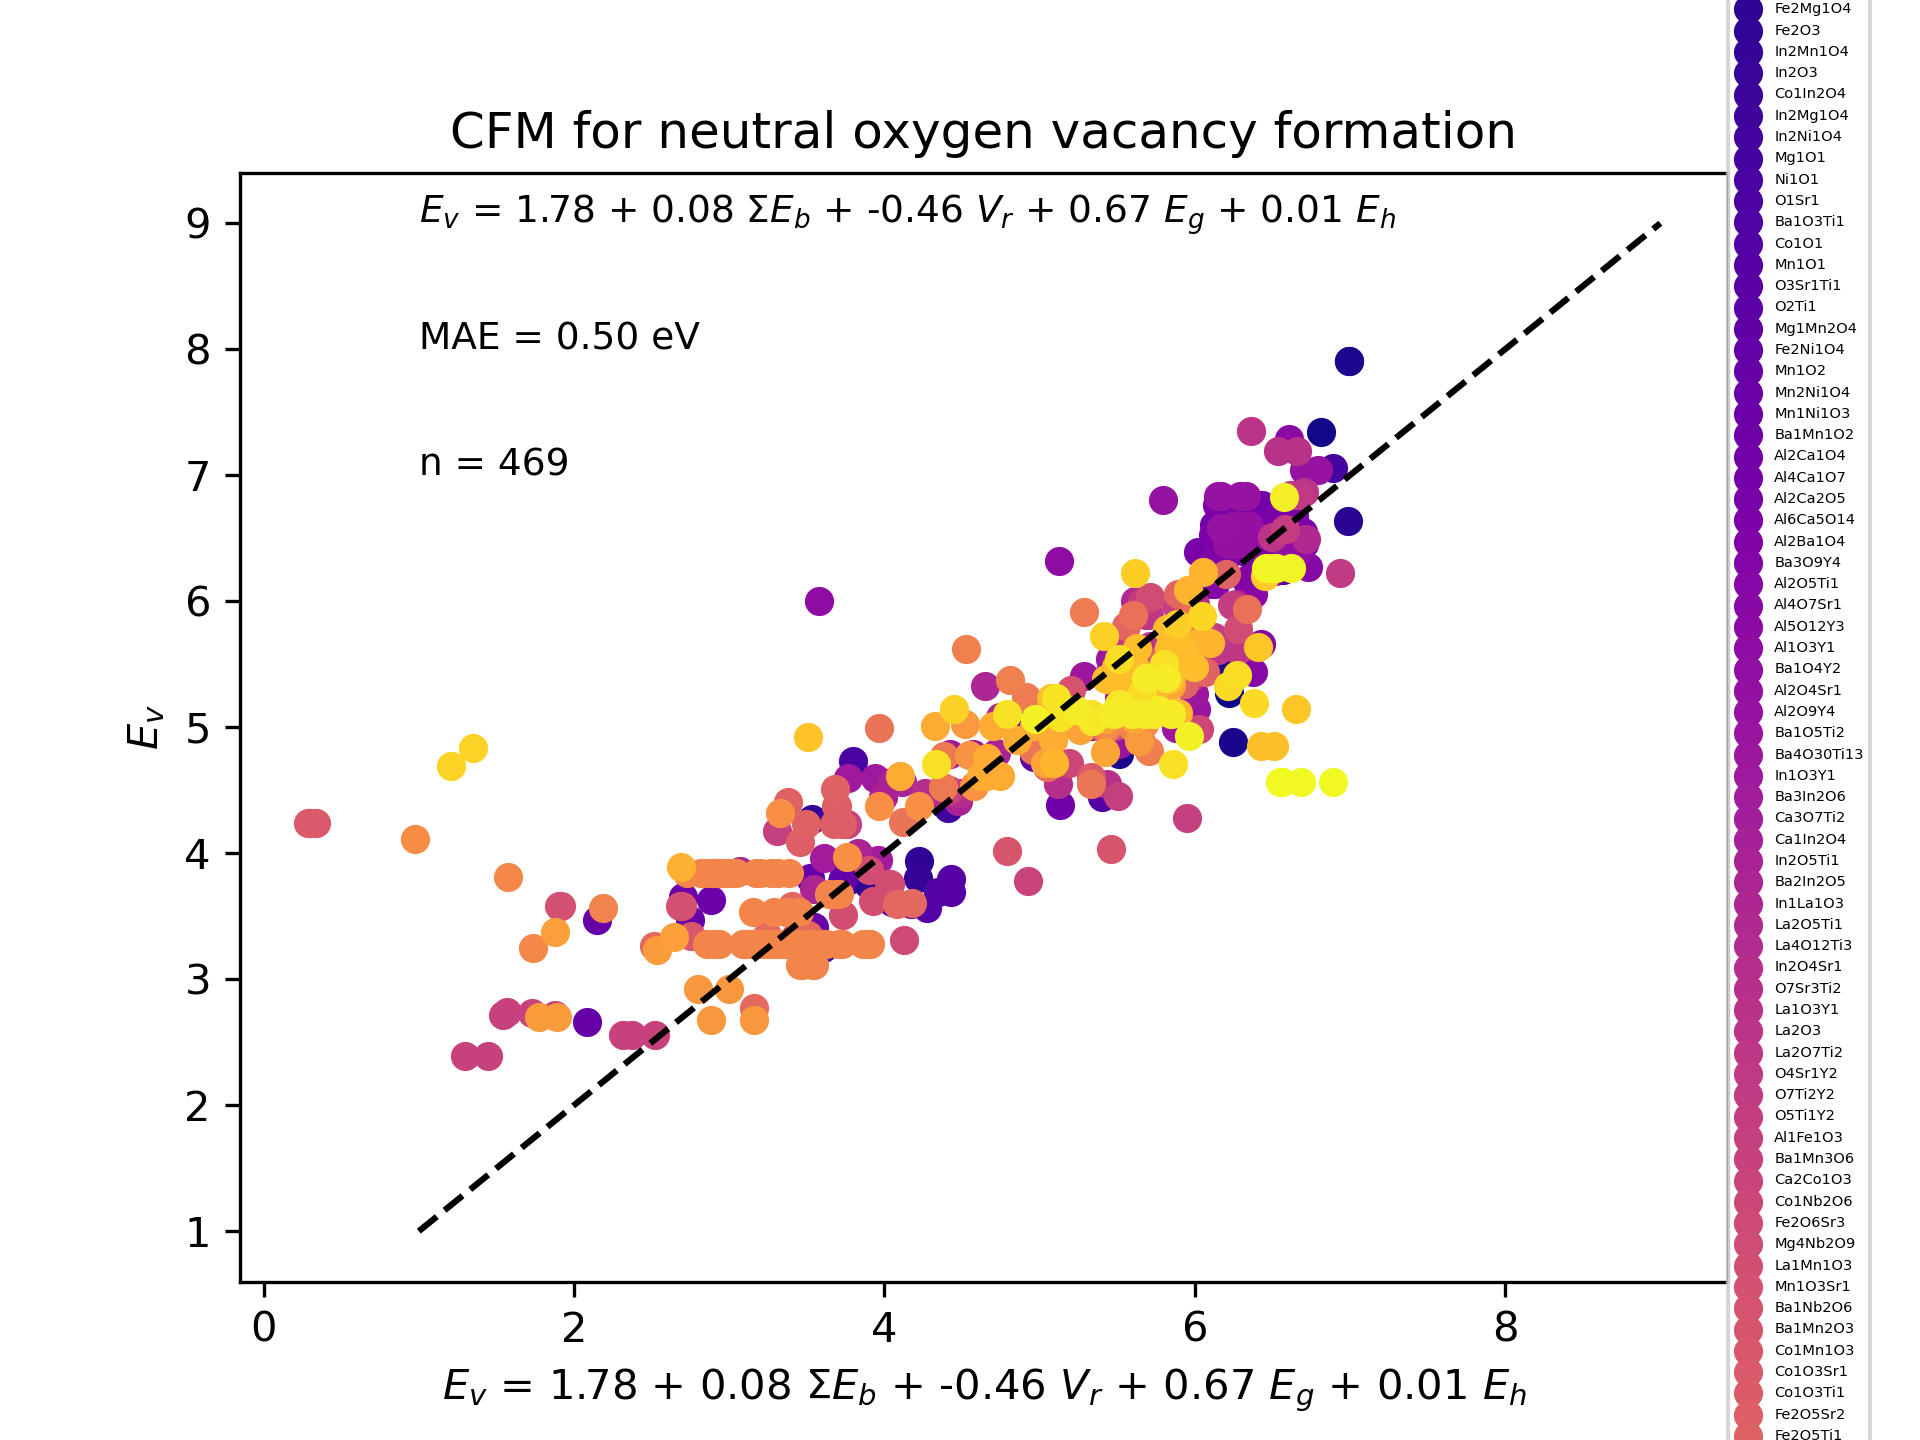 CFM for neutral oxygen vacancy formation
E_v = 1.78 + 0.08 ΣE_b + -0.46 V_r + 0.67 E_g + 0.01 E_h
MAE = 0.50 eV
n = 469
9
8
7
6
5
4
3
2
1
E_v
0 2 4 6 8
E_v = 1.78 + 0.08 ΣE_b + -0.46 V_r + 0.67 E_g + 0.01 E_h
Fe2Mg1O4
Fe2O3
In2Mn1O4
In2O3
Co1In2O4
In2Mg1O4
In2Ni1O4
Mg1O1
Ni1O1
O1Sr1
Ba1O3Ti1
Co1O1
Mn1O1
O3Sr1Ti1
O2Ti1
Mg1Mn2O4
Fe2Ni1O4
Mn1O2
Mn2Ni1O4
Mn1Ni1O3
Ba1Mn1O2
Al2Ca1O4
Al4Ca1O7
Al2Ca2O5
Al6Ca5O14
Al2Ba1O4
Ba3O9Y4
Al2O5Ti1
Al4O7Sr1
Al5O12Y3
Al1O3Y1
Ba1O4Y2
Al2O4Sr1
Al2O9Y4
Ba1O5Ti2
Ba4O30Ti13
In1O3Y1
Ba3In2O6
Ca3O7Ti2
Ca1In2O4
In2O5Ti1
Ba2In2O5
In1La1O3
La2O5Ti1
La4O12Ti3
In2O4Sr1
O7Sr3Ti2
La1O3Y1
La2O3
La2O7Ti2
O4Sr1Y2
O7Ti2Y2
O5Ti1Y2
Al1Fe1O3
Ba1Mn3O6
Ca2Co1O3
Co1Nb2O6
Fe2O6Sr3
Mg4Nb2O9
La1Mn1O3
Mn1O3Sr1
Ba1Nb2O6
Ba1Mn2O3
Co1Mn1O3
Co1O3Sr1
Co1O3Ti1
Fe2O5Sr2
Fe2O5Ti1